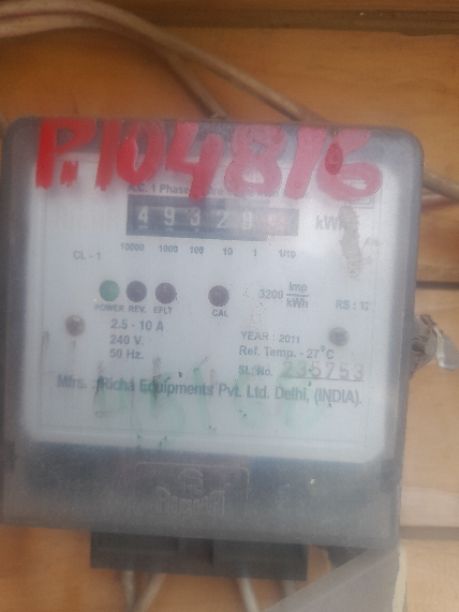 P.104816
A.C. 1 Phase
4 9 3 2 9
kWh
10000 1000 100 10 1 1/10
CL - 1
POWER REV. EFLT CAL
3200 Imp/kWh
2.5 - 10 A
240 V.
50 Hz.
YEAR : 2011
Ref. Temp. - 27°C
SL. No. 235753
Mfrs. : Richa Equipments Pvt. Ltd. Delhi, (INDIA).